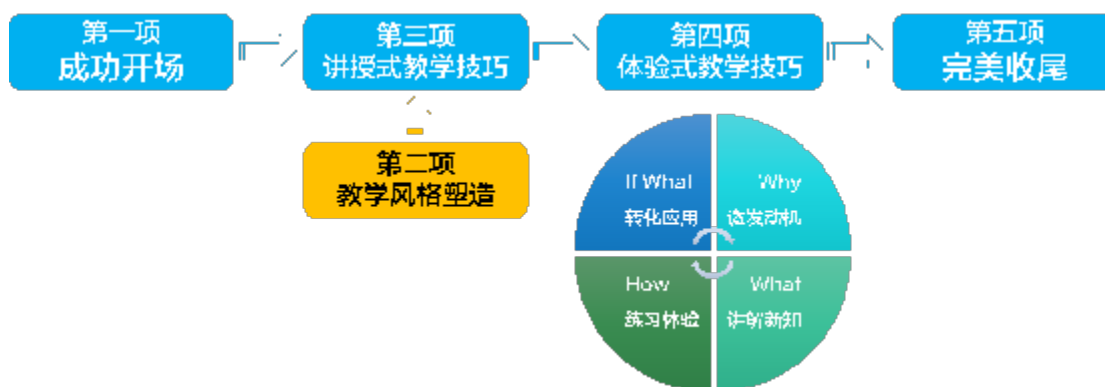 第一项
成功开场
第三项
讲授式教学技巧
第四项
体验式教学技巧
第五项
完美收尾
第二项
教学风格塑造
If What
转化应用
Why
激发动机
How
练习体验
What
讲解新知